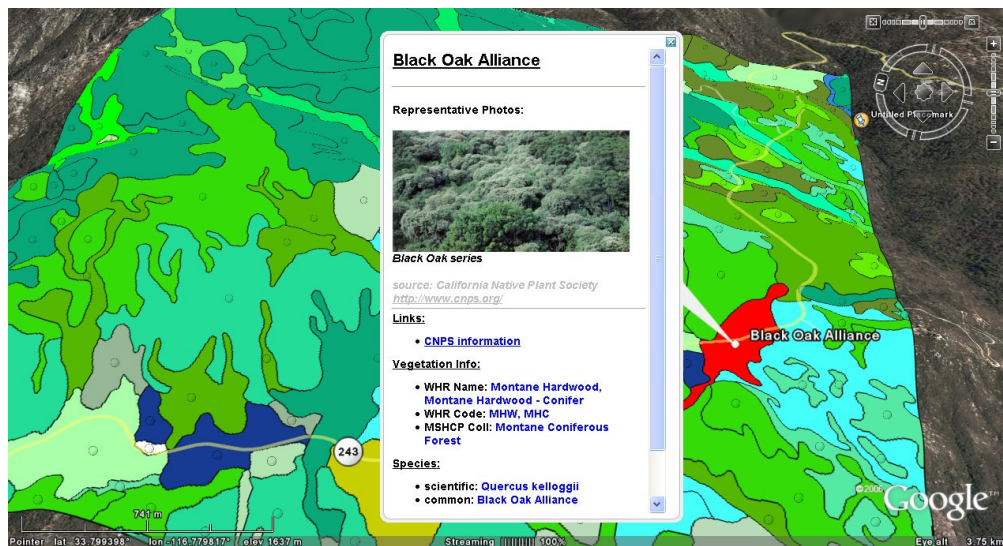 Black Oak Alliance
Representative Photos:
Black Oak series
source: California Native Plant Society
http://www.cnps.org/
Links:
• CNPS information
Vegetation Info:
• WHR Name: Montane Hardwood,
Montane Hardwood - Conifer
• WHR Code: MHW, MHC
• MSHCP Coll: Montane Coniferous
Forest
Species:
• scientific: Quercus kelloggii
• common: Black Oak Alliance
N
Untitled Placemark
Black Oak Alliance
243
741 m
©2006 Google™
Pointer lat 33.799398° lon -116.779817° elev 1637 m
Streaming |||||||||| 100%
Eye alt 3.75 km